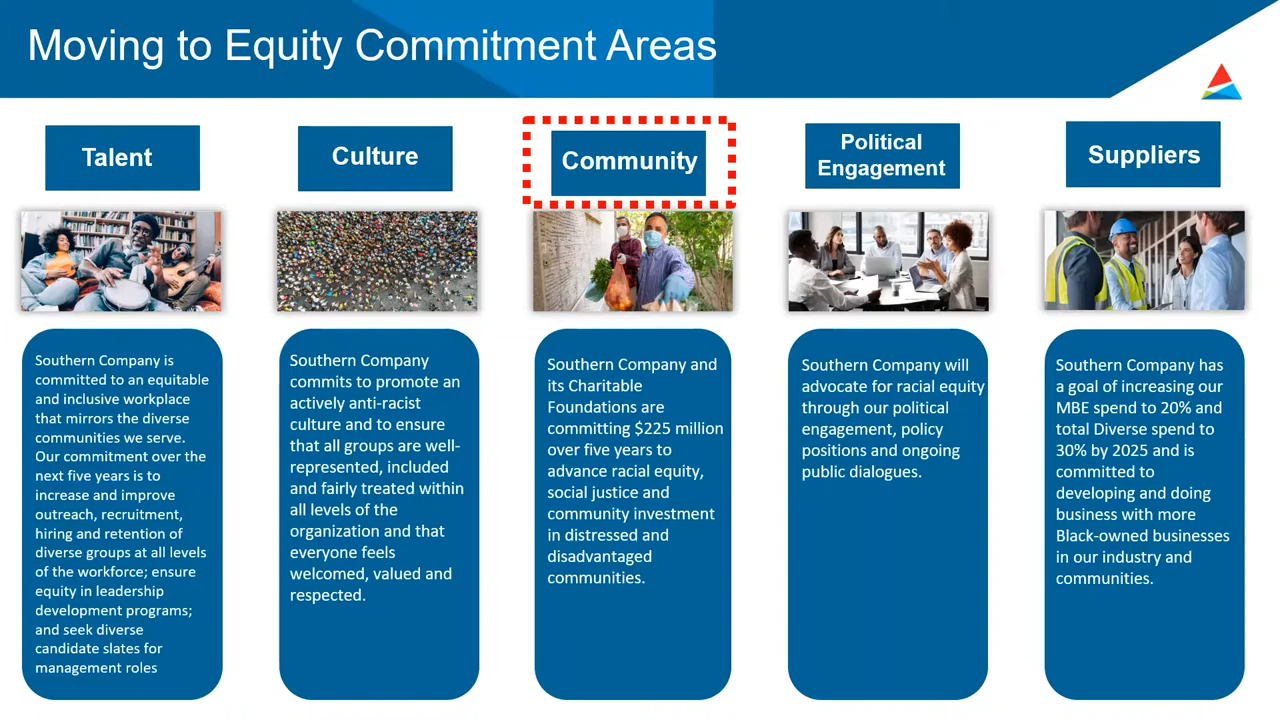 Moving to Equity Commitment Areas
Talent
Culture
Community
Political
Engagement
Suppliers
Southern Company is
committed to an equitable
and inclusive workplace
that mirrors the diverse
communities we serve.
Our commitment over the
next five years is to
increase and improve
outreach, recruitment,
hiring and retention of
diverse groups at all levels
of the workforce; ensure
equity in leadership
development programs;
and seek diverse
candidate slates for
management roles
Southern Company
commits to promote an
actively anti-racist
culture and to ensure
that all groups are well-
represented, included
and fairly treated within
all levels of the
organization and that
everyone feels
welcomed, valued and
respected.
Southern Company and
its Charitable
Foundations are
committing $225 million
over five years to
advance racial equity,
social justice and
community investment
in distressed and
disadvantaged
communities.
Southern Company will
advocate for racial equity
through our political
engagement, policy
positions and ongoing
public dialogues.
Southern Company has
a goal of increasing our
MBE spend to 20% and
total Diverse spend to
30% by 2025 and is
committed to
developing and doing
business with more
Black-owned businesses
in our industry and
communities.